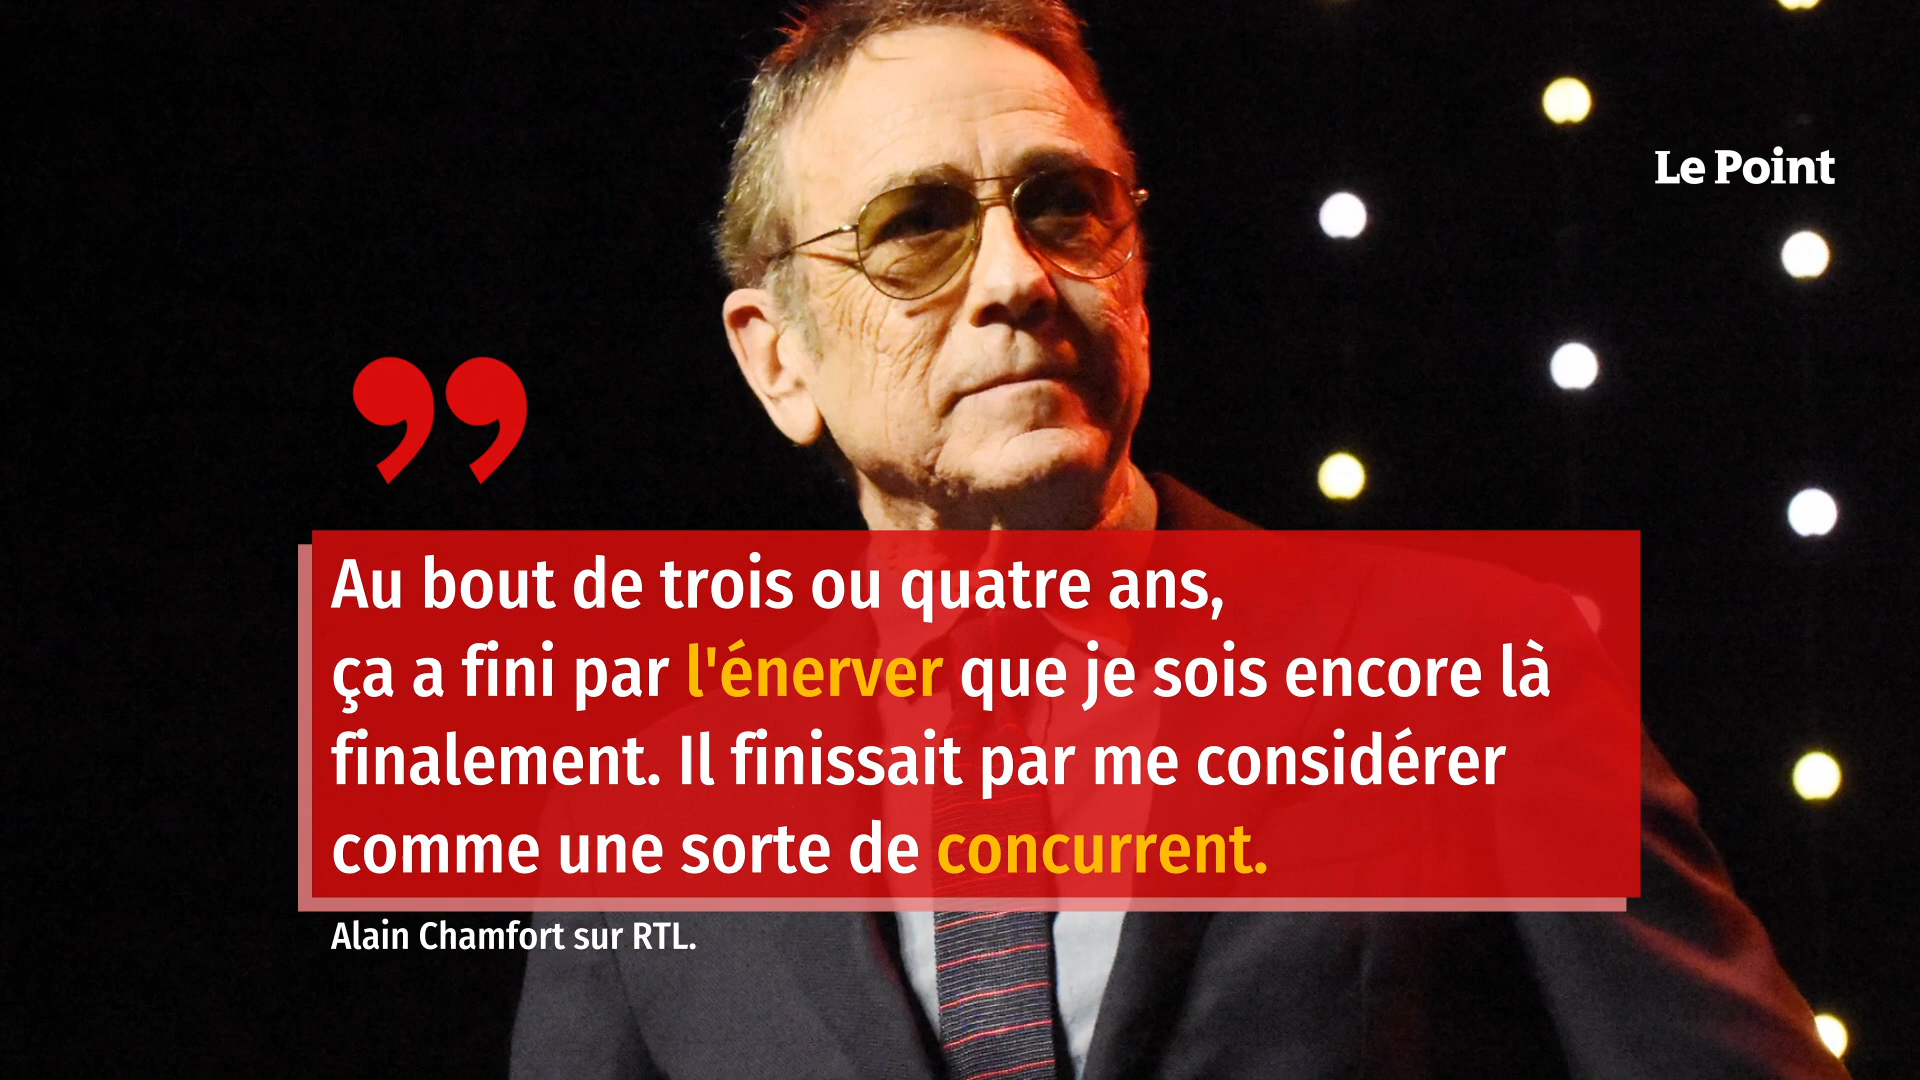 Le Point
”
Au bout de trois ou quatre ans,
ça a fini par l'énerver que je sois encore là
finalement. Il finissait par me considérer
comme une sorte de concurrent.
Alain Chamfort sur RTL.